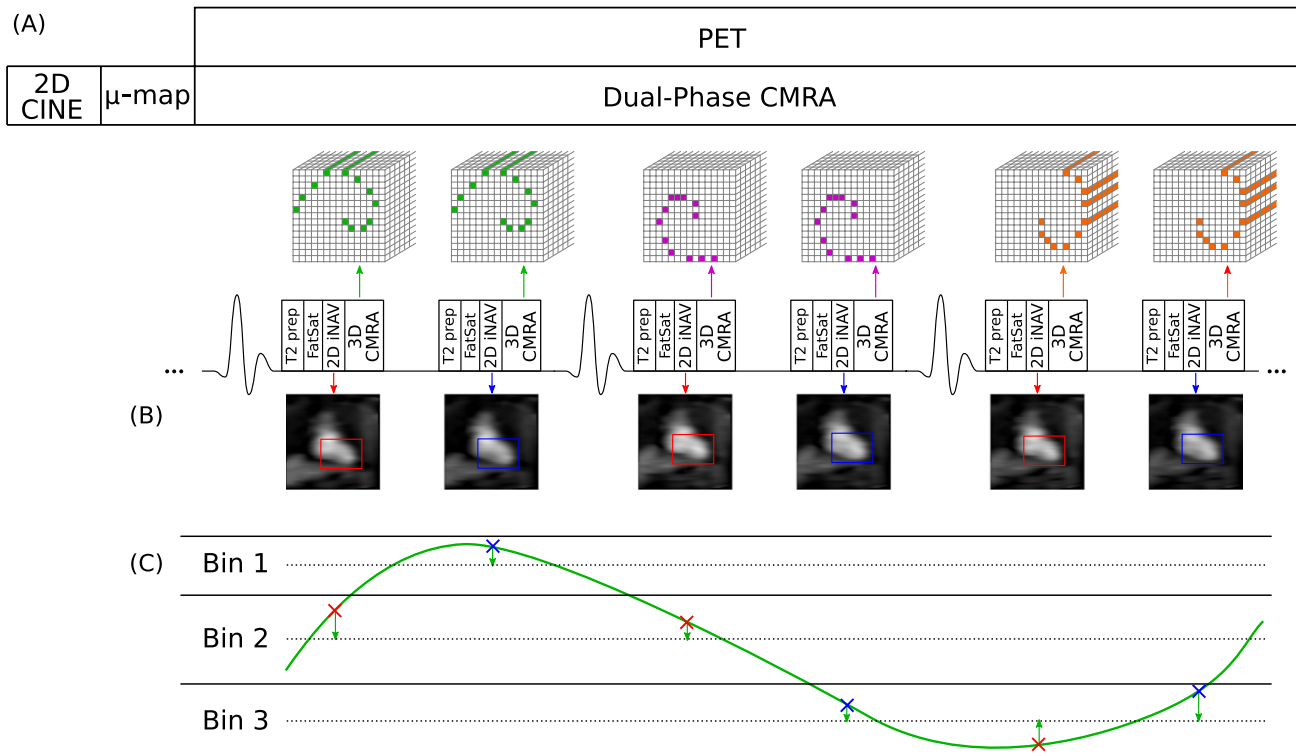 (A)
PET
2D
CINE
μ-map
Dual-Phase CMRA
T2 prep
FatSat
2D iNAV
3D
CMRA
T2 prep
FatSat
2D iNAV
3D
CMRA
T2 prep
FatSat
2D iNAV
3D
CMRA
T2 prep
FatSat
2D iNAV
3D
CMRA
T2 prep
FatSat
2D iNAV
3D
CMRA
T2 prep
FatSat
2D iNAV
3D
CMRA
...
...
(B)
(C)
Bin 1
Bin 2
Bin 3